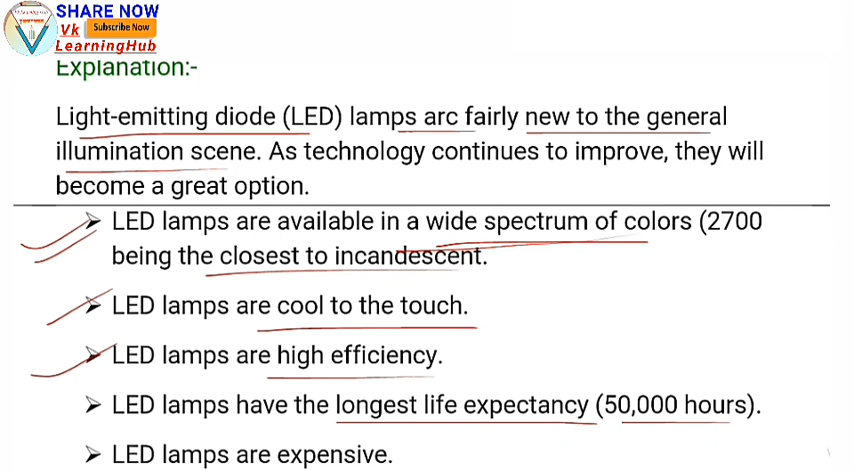 SHARE NOW
Vk Subscribe Now
LearningHub
Explanation:-
Light-emitting diode (LED) lamps arc fairly new to the general
illumination scene. As technology continues to improve, they will
become a great option.
➢ LED lamps are available in a wide spectrum of colors (2700
being the closest to incandescent.
➢ LED lamps are cool to the touch.
➢ LED lamps are high efficiency.
➢ LED lamps have the longest life expectancy (50,000 hours).
➢ LED lamps are expensive.